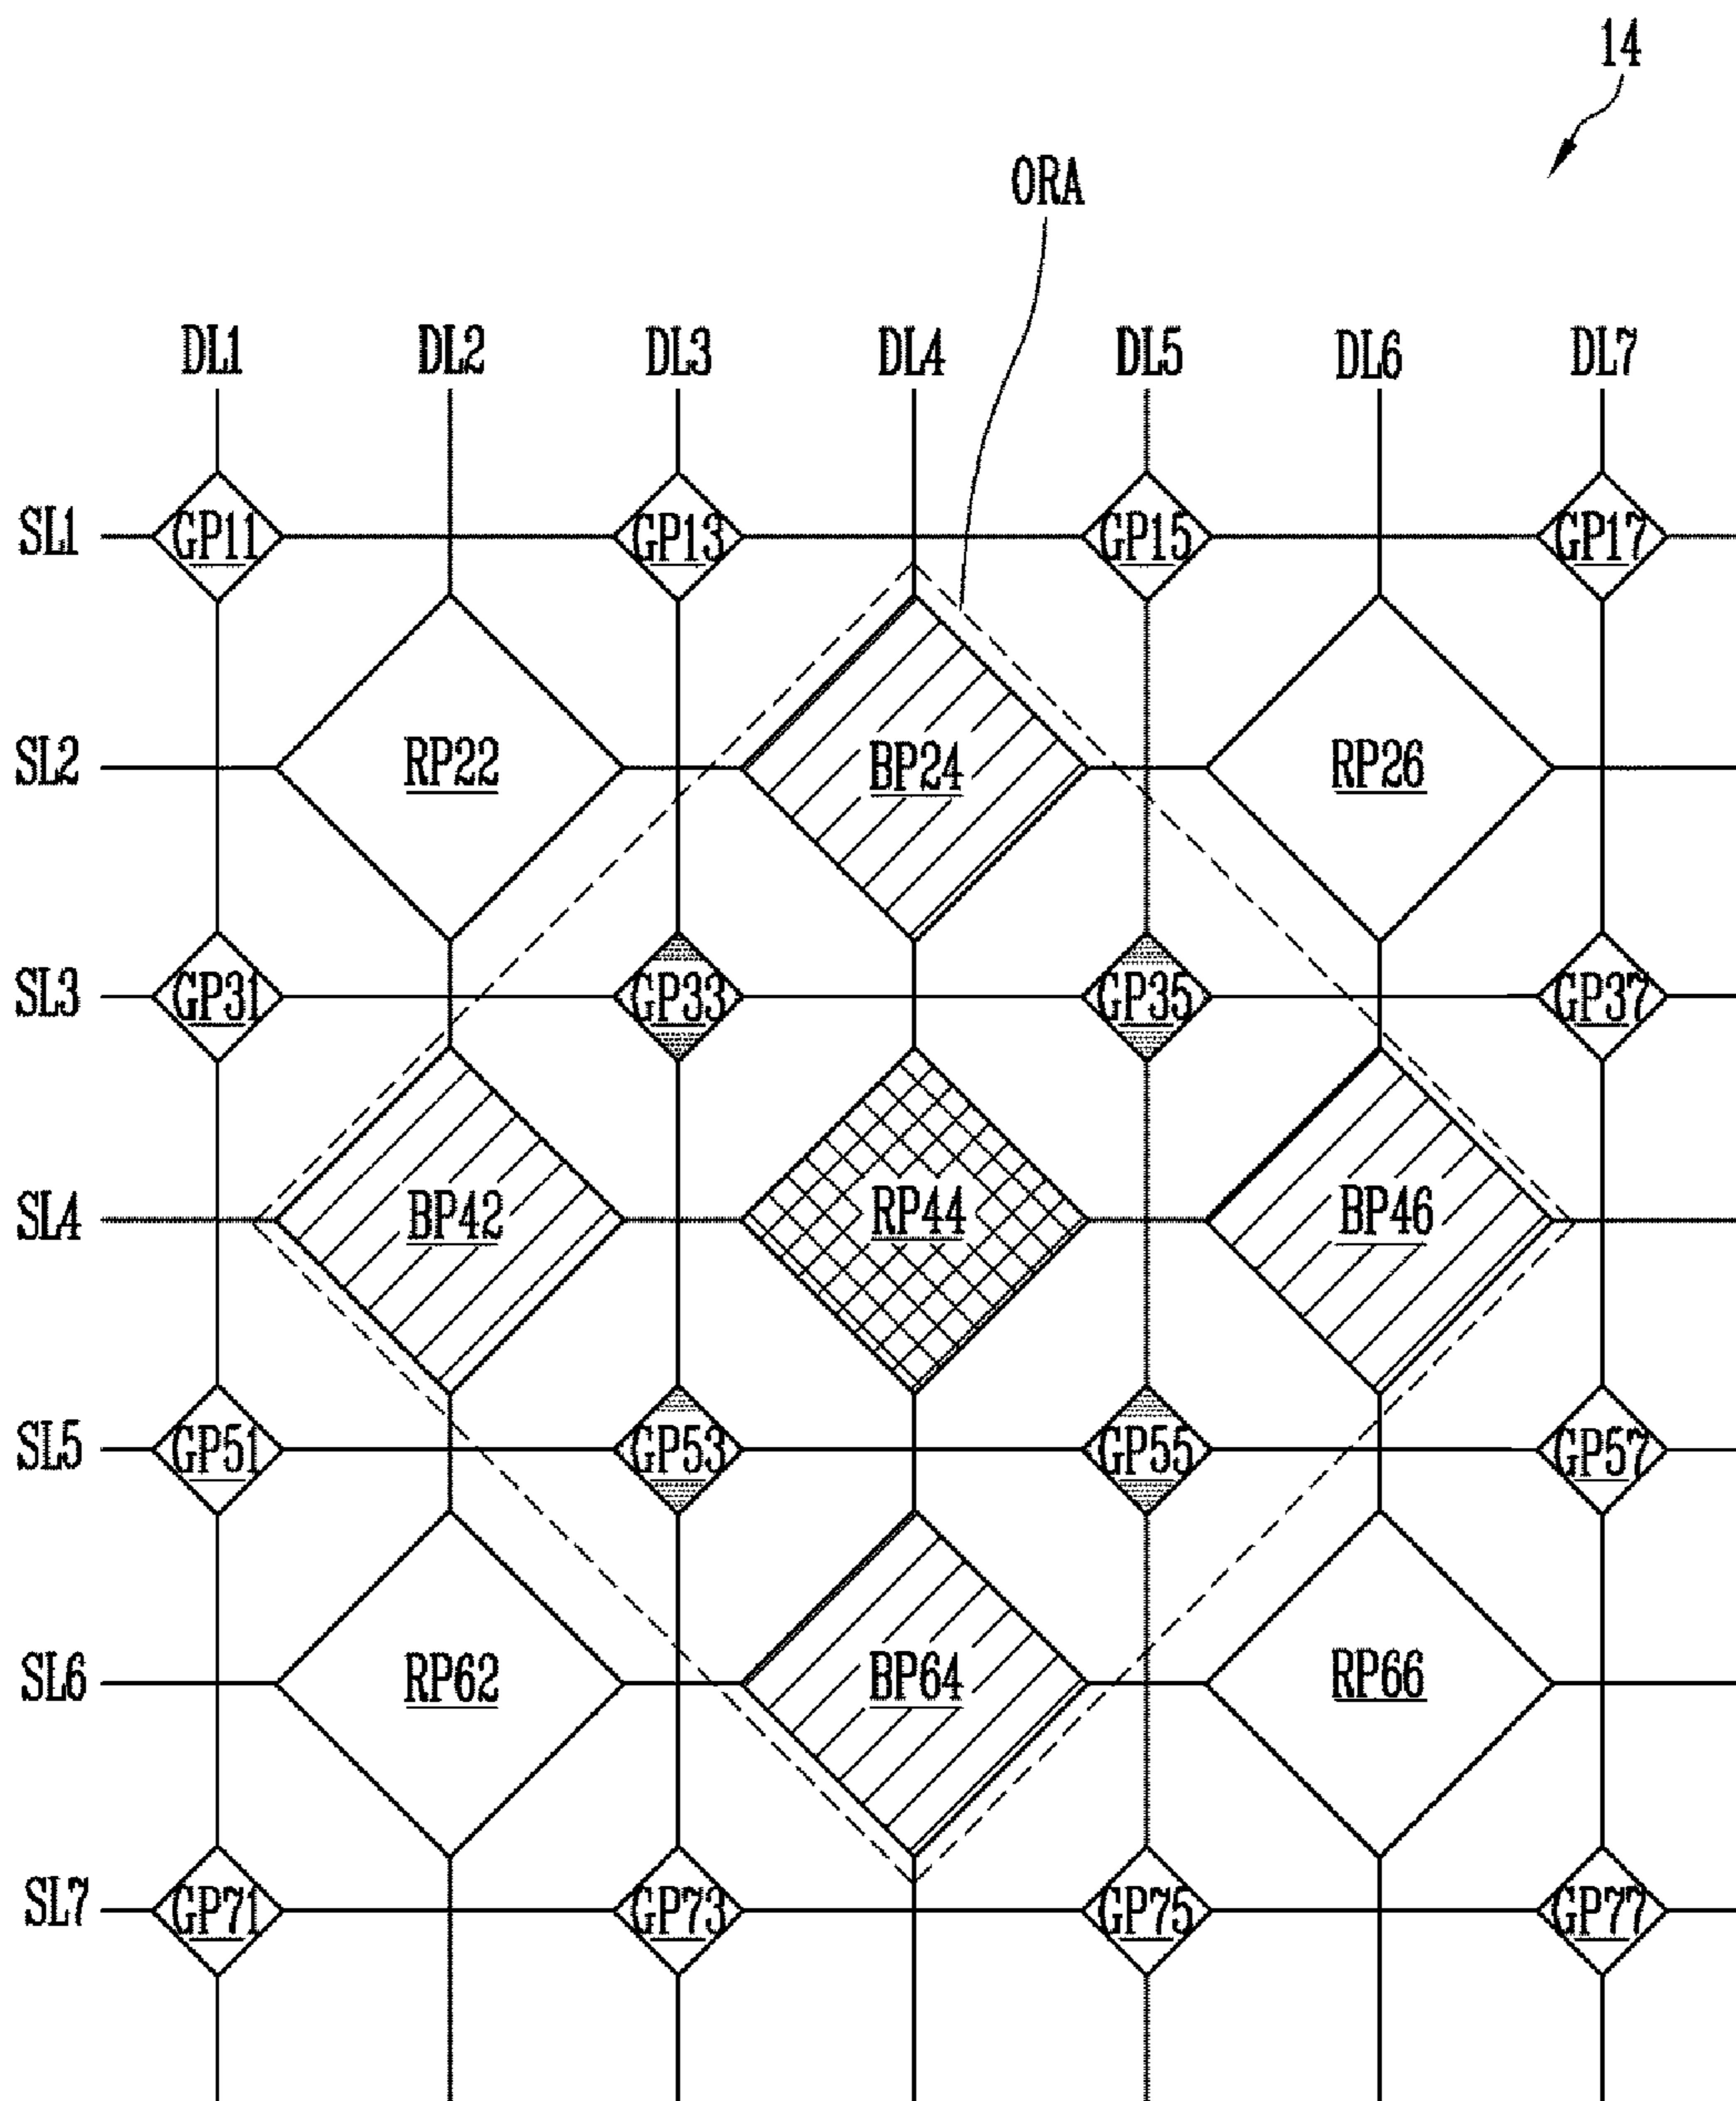 14
ORA
DL1 DL2 DL3 DL4 DL5 DL6 DL7
SL1 GP11 GP13 GP15 GP17
SL2 RP22 BP24 RP26
SL3 GP31 GP33 GP35 GP37
SL4 BP42 RP44 BP46
SL5 GP51 GP53 GP55 GP57
SL6 RP62 BP64 RP66
SL7 GP71 GP73 GP75 GP77